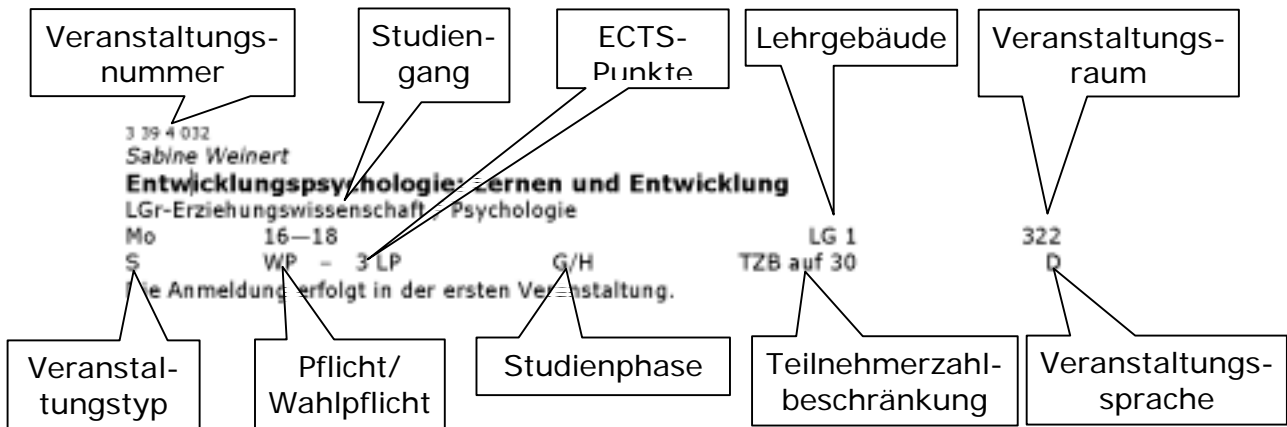 Veranstaltungs-
nummer
Studien-
gang
ECTS-
Punkte
Lehrgebäude
Veranstaltungs-
raum
3 39 4 032
Sabine Weinert
Entwicklungspsychologie: Lernen und Entwicklung
LGr-Erziehungswissenschaft / Psychologie
Mo 16—18 LG 1 322
S WP – 3 LP G/H TZB auf 30 D
Die Anmeldung erfolgt in der ersten Veranstaltung.
Veranstal-
tungstyp
Pflicht/
Wahlpflicht
Studienphase
Teilnehmerzahl-
beschränkung
Veranstaltungs-
sprache